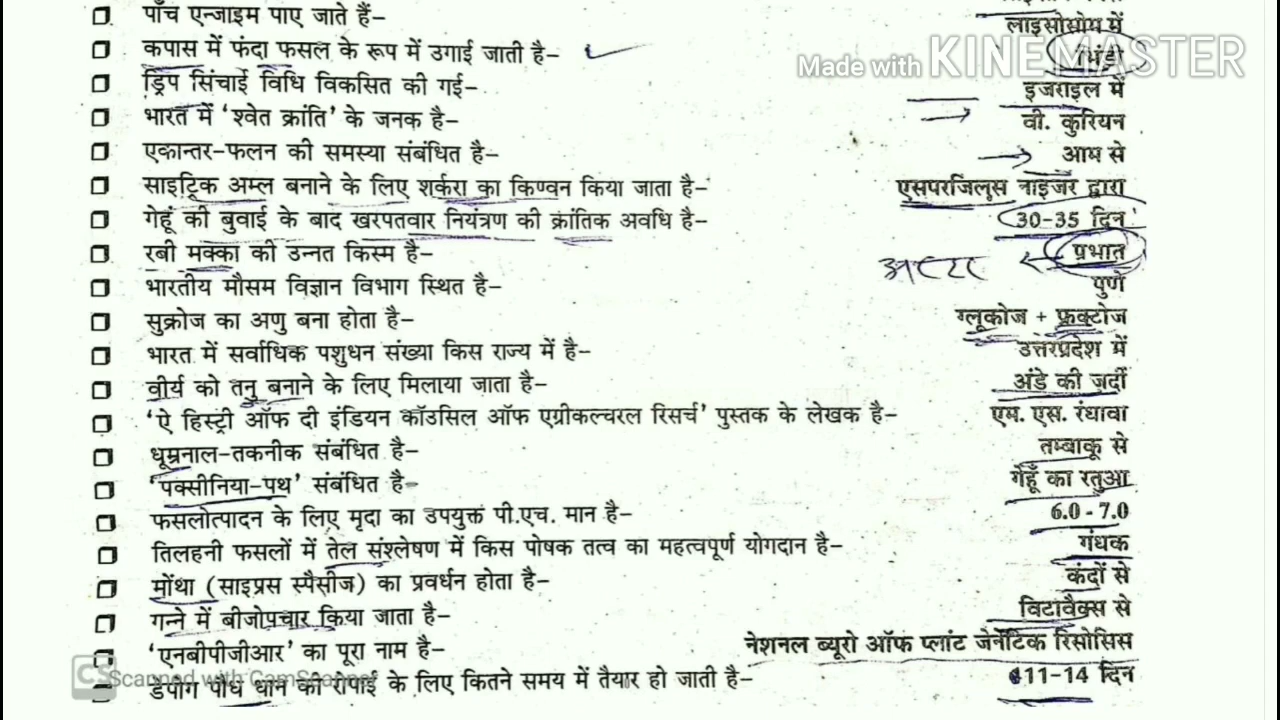 पाँच एन्जाइम पाए जाते हैं– लाइसोसोम में
Made with KINEMASTER
कपास में फंदा फसल के रूप में उगाई जाती है– भिंडी
ड्रिप सिंचाई विधि विकसित की गई– इजराइल में
भारत में 'श्वेत क्रांति' के जनक है– वी. कुरियन
एकान्तर-फलन की समस्या संबंधित है– आम से
साइट्रिक अम्ल बनाने के लिए शर्करा का किण्वन किया जाता है– एसपरजिलूस नाइजर द्वारा
गेहूं की बुवाई के बाद खरपतवार नियंत्रण की क्रांतिक अवधि है– 30-35 दिन
रबी मक्का की उन्नत किस्म है– प्रभात
भारतीय मौसम विज्ञान विभाग स्थित है– पुणे
सुक्रोज का अणु बना होता है– ग्लूकोज + फ्रक्टोज
भारत में सर्वाधिक पशुधन संख्या किस राज्य में है– उत्तरप्रदेश में
वीर्य को तनु बनाने के लिए मिलाया जाता है– अंडे की जर्दी
'ऐ हिस्ट्री ऑफ दी इंडियन कॉउसिल ऑफ एग्रीकल्चरल रिसर्च' पुस्तक के लेखक है– एम. एस. रंधावा
धूम्रनाल-तकनीक संबंधित है– तम्बाकू से
'पक्सीनिया-पथ' संबंधित है– गेहूँ का रतुआ
फसलोत्पादन के लिए मृदा का उपयुक्त पी.एच. मान है– 6.0 - 7.0
तिलहनी फसलों में तेल संश्लेषण में किस पोषक तत्व का महत्वपूर्ण योगदान है– गंधक
मोंथा (साइप्रस स्पैसीज) का प्रवर्धन होता है– कंदों से
गन्ने में बीजोपचार किया जाता है– विटावैक्स से
'एनबीपीजीआर' का पूरा नाम है– नेशनल ब्यूरो ऑफ प्लांट जेनेटिक रिसोसिस
CS Scanned with CamScanner
डेपोग पौध धान की रोपाई के लिए कितने समय में तैयार हो जाती है– 11-14 दिन